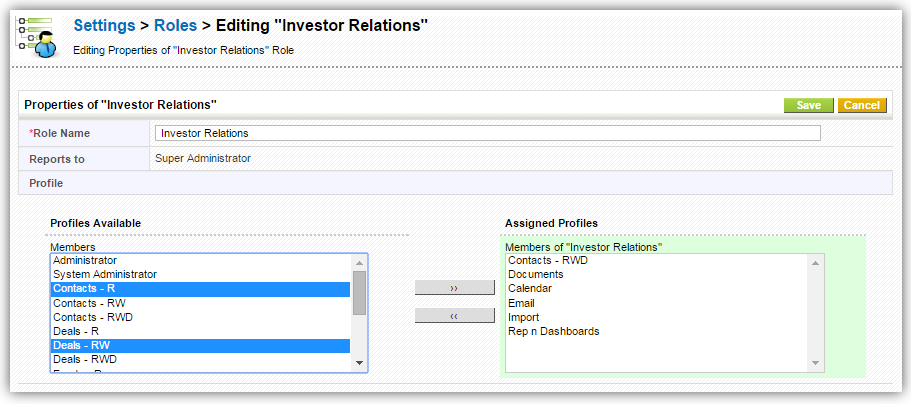 Settings > Roles > Editing "Investor Relations"
Editing Properties of "Investor Relations" Role
Properties of "Investor Relations"
Save
Cancel
*Role Name
Investor Relations
Reports to
Super Administrator
Profile
Profiles Available
Members
Administrator
System Administrator
Contacts - R
Contacts - RW
Contacts - RWD
Deals - R
Deals - RW
Deals - RWD
››
‹‹
Assigned Profiles
Members of "Investor Relations"
Contacts - RWD
Documents
Calendar
Email
Import
Rep n Dashboards